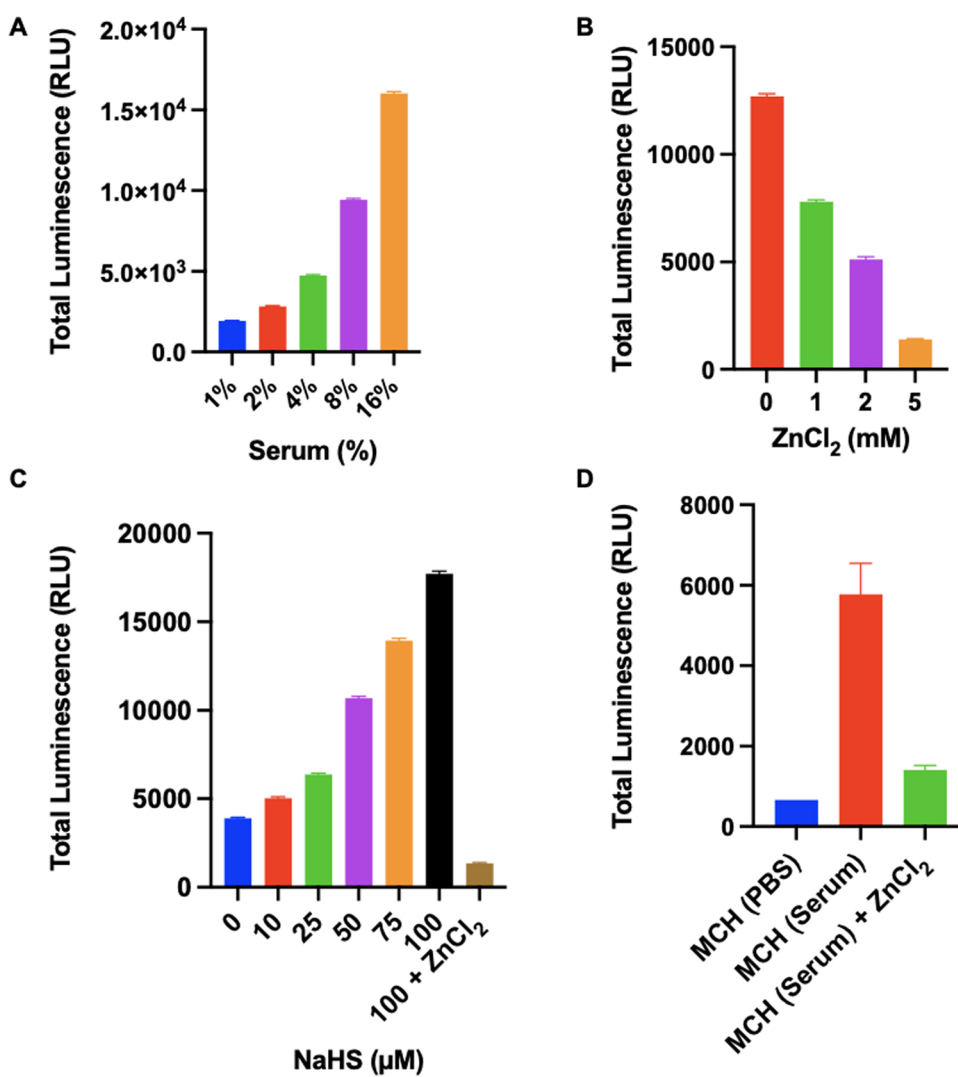 A
Total Luminescence (RLU)
2.0×10⁴
1.5×10⁴
1.0×10⁴
5.0×10³
0.0
1%
2%
4%
8%
16%
Serum (%)
B
Total Luminescence (RLU)
15000
10000
5000
0
0
1
2
5
ZnCl₂ (mM)
C
Total Luminescence (RLU)
20000
15000
10000
5000
0
0
10
25
50
75
100
100 + ZnCl₂
NaHS (µM)
D
Total Luminescence (RLU)
8000
6000
4000
2000
0
MCH (PBS)
MCH (Serum)
MCH (Serum) + ZnCl₂